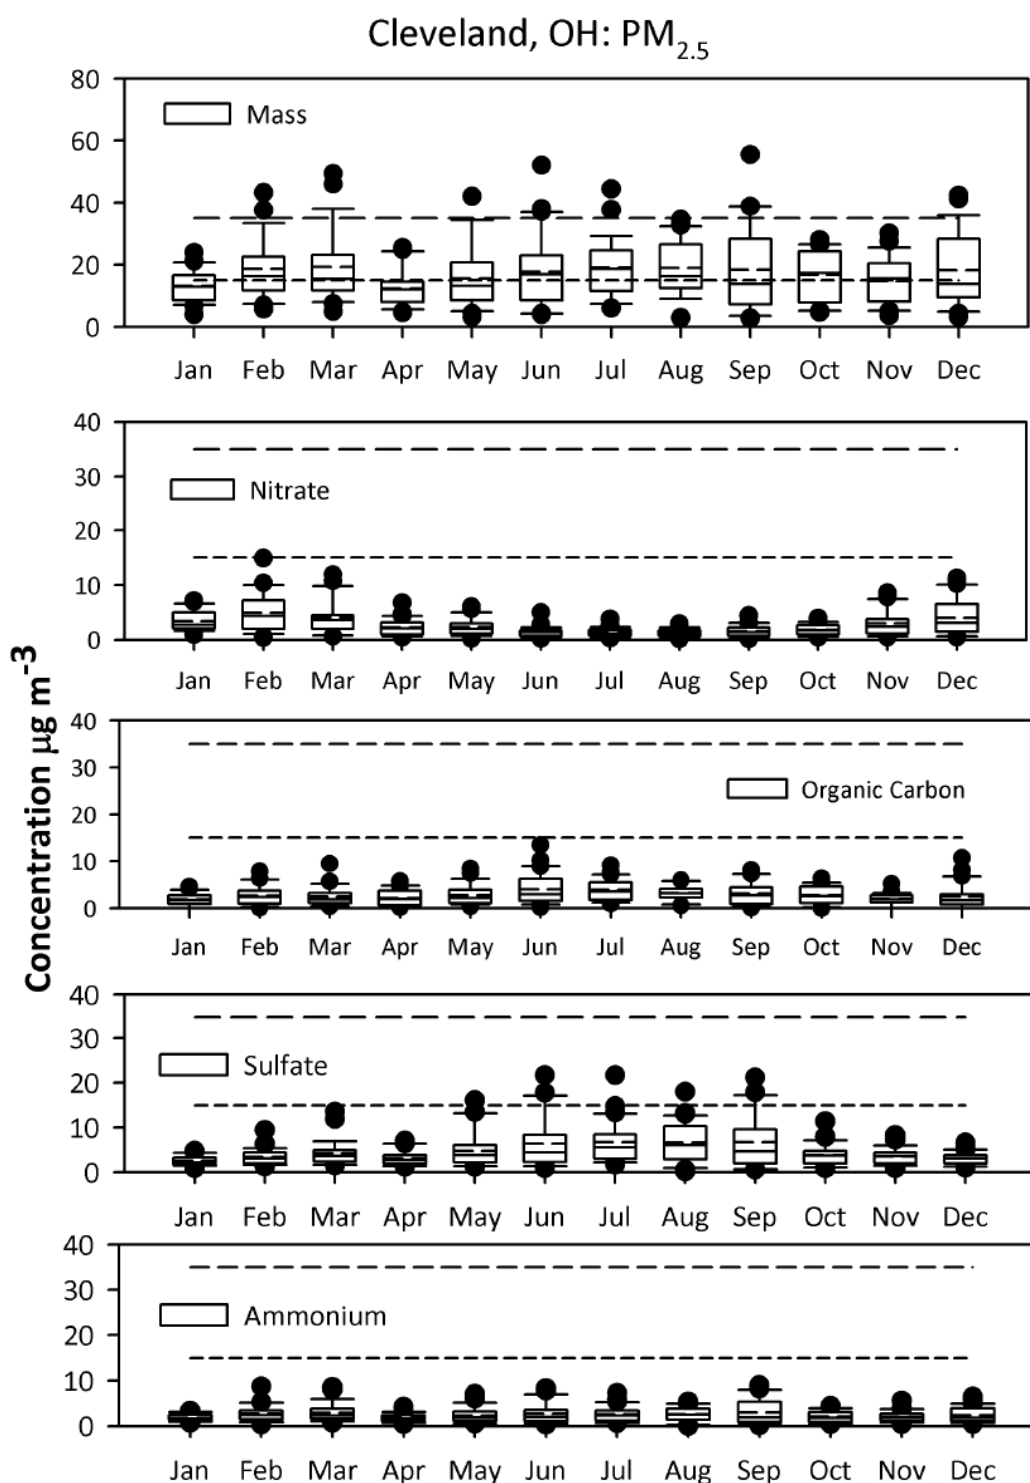 Cleveland, OH: PM2.5
Concentration µg m-3
80
60
40
20
0
Mass
Jan Feb Mar Apr May Jun Jul Aug Sep Oct Nov Dec
40
30
20
10
0
Nitrate
Jan Feb Mar Apr May Jun Jul Aug Sep Oct Nov Dec
40
30
20
10
0
Organic Carbon
Jan Feb Mar Apr May Jun Jul Aug Sep Oct Nov Dec
40
30
20
10
0
Sulfate
Jan Feb Mar Apr May Jun Jul Aug Sep Oct Nov Dec
40
30
20
10
0
Ammonium
Jan Feb Mar Apr May Jun Jul Aug Sep Oct Nov Dec